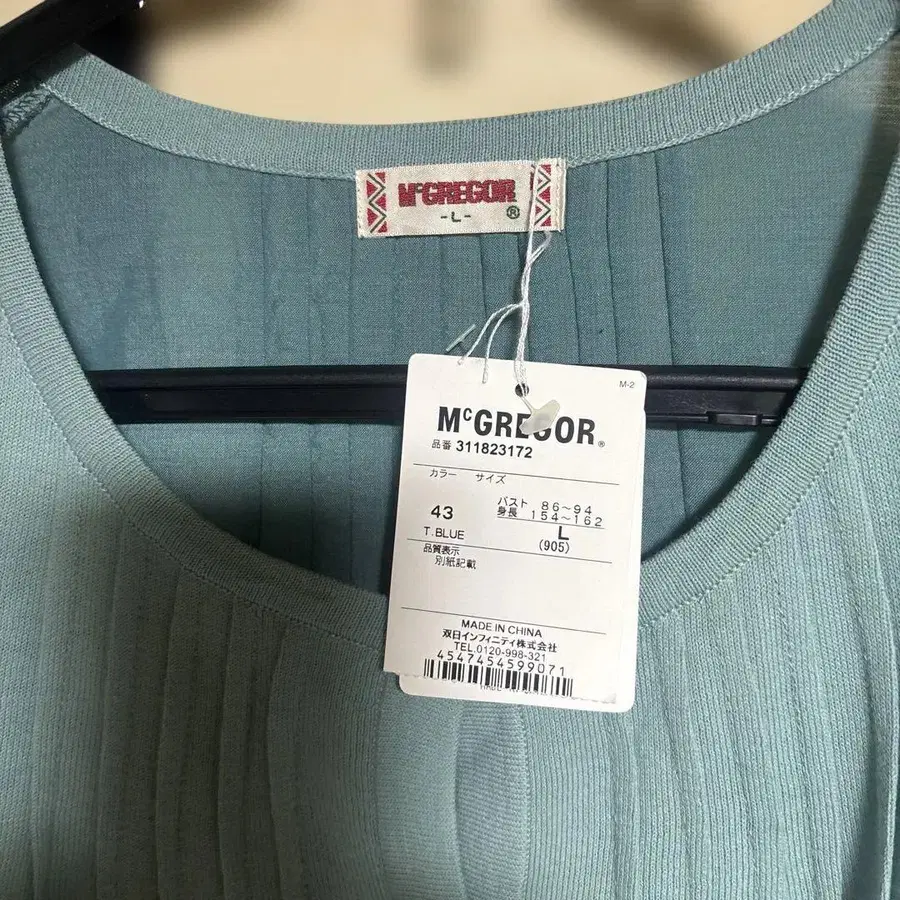 McGREGOR
-L- ®
M-2
McGREGOR®
品番 311823172
カラー サイズ
43 バスト 86~94
身長 154~162
T.BLUE L
(905)
品質表示
別紙記載
MADE IN CHINA
双日インフィニティ株式会社
TEL.0120-998-321
4547454599071